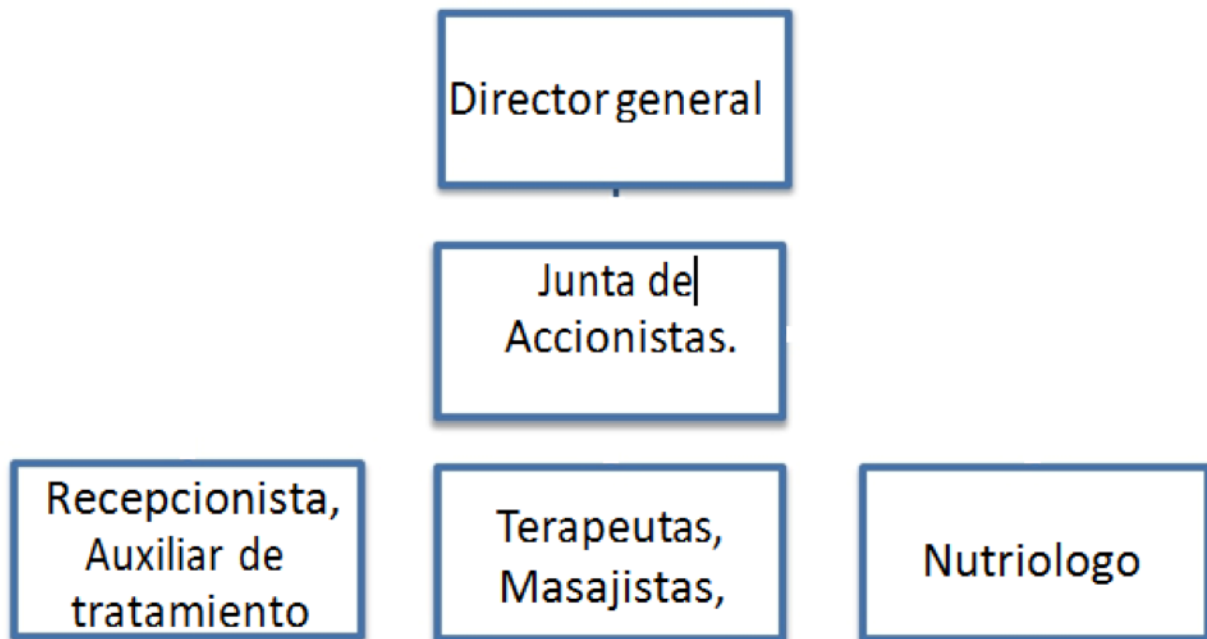 Director general
Junta de
Accionistas.
Recepcionista,
Auxiliar de
tratamiento
Terapeutas,
Masajistas,
Nutriologo